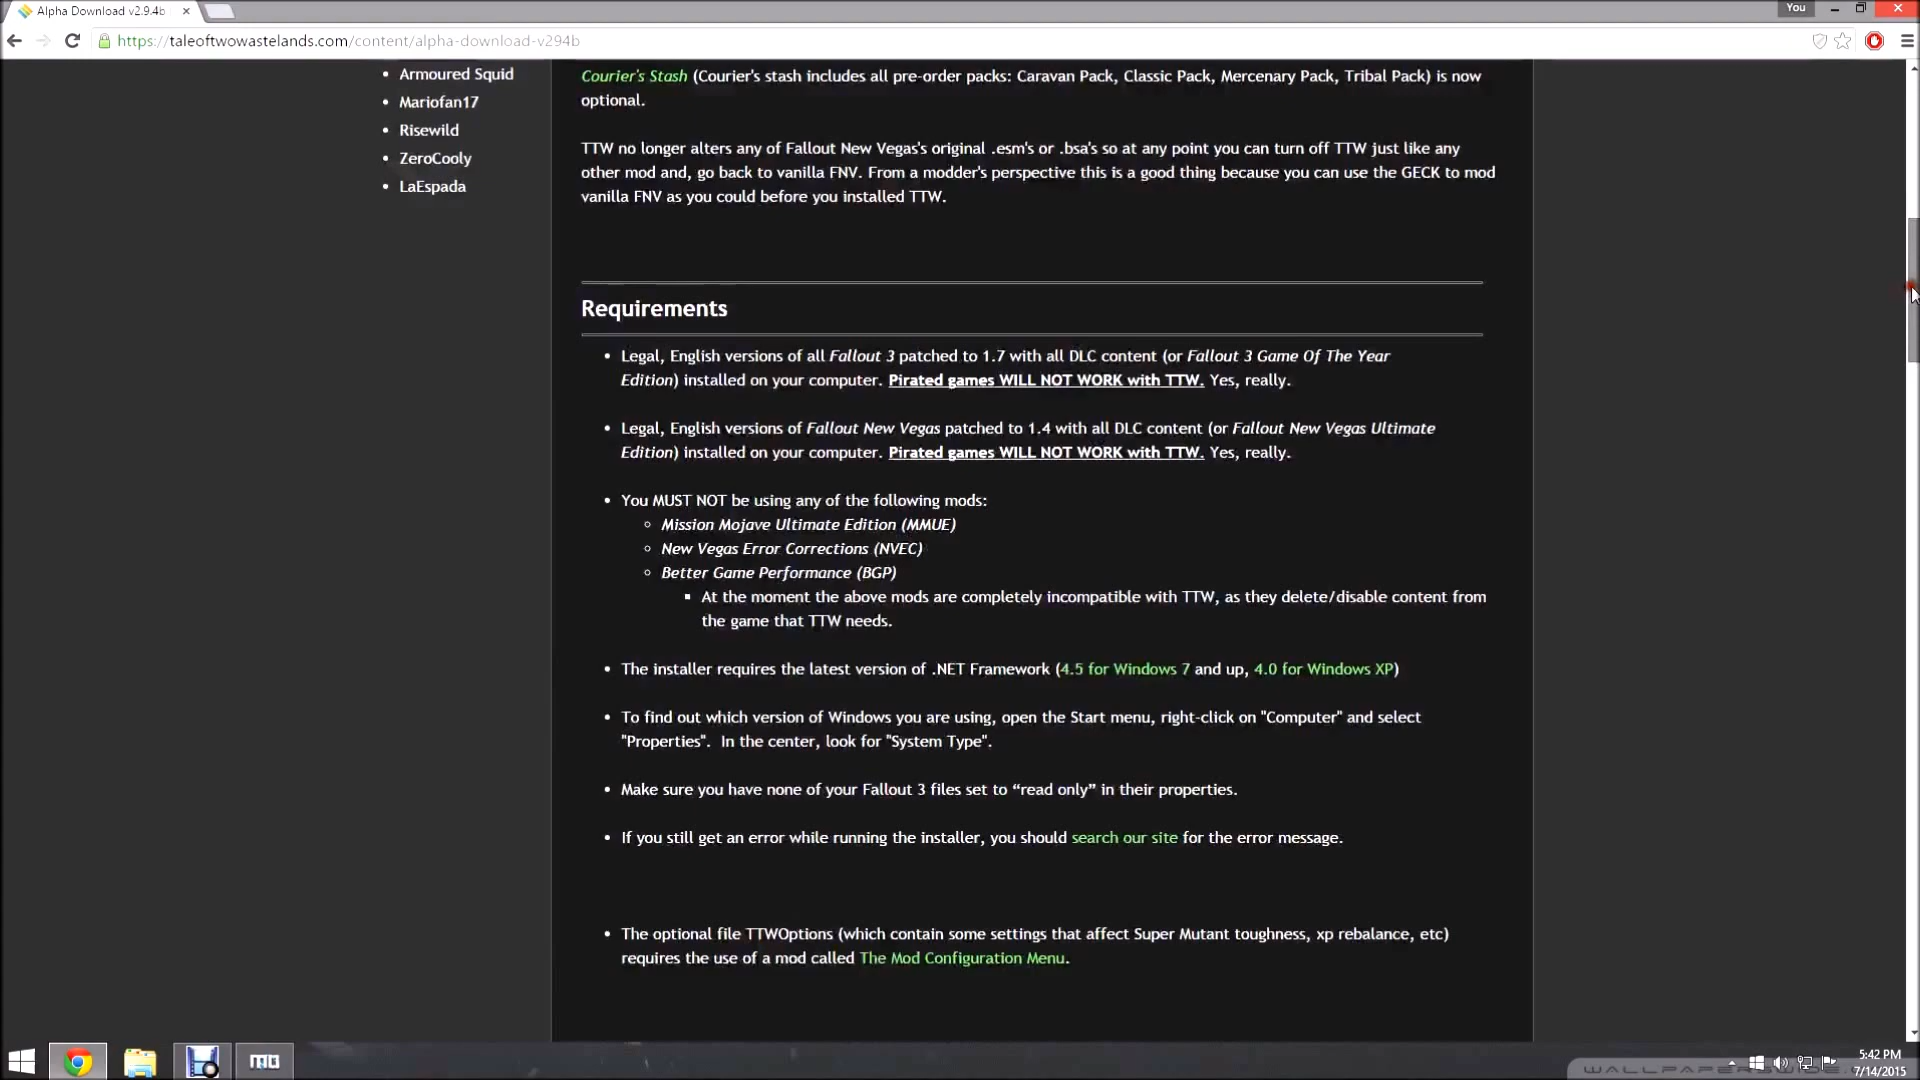 Alpha Download v2.9.4b
You
https://taleoftwowastelands.com/content/alpha-download-v294b
Armoured Squid
Mariofan17
Risewild
ZeroCooly
LaEspada
Courier's Stash (Courier's stash includes all pre-order packs: Caravan Pack, Classic Pack, Mercenary Pack, Tribal Pack) is now
optional.
TTW no longer alters any of Fallout New Vegas's original .esm's or .bsa's so at any point you can turn off TTW just like any
other mod and, go back to vanilla FNV. From a modder's perspective this is a good thing because you can use the GECK to mod
vanilla FNV as you could before you installed TTW.
Requirements
Legal, English versions of all Fallout 3 patched to 1.7 with all DLC content (or Fallout 3 Game Of The Year
Edition) installed on your computer. Pirated games WILL NOT WORK with TTW. Yes, really.
Legal, English versions of Fallout New Vegas patched to 1.4 with all DLC content (or Fallout New Vegas Ultimate
Edition) installed on your computer. Pirated games WILL NOT WORK with TTW. Yes, really.
You MUST NOT be using any of the following mods:
Mission Mojave Ultimate Edition (MMUE)
New Vegas Error Corrections (NVEC)
Better Game Performance (BGP)
At the moment the above mods are completely incompatible with TTW, as they delete/disable content from
the game that TTW needs.
The installer requires the latest version of .NET Framework (4.5 for Windows 7 and up, 4.0 for Windows XP)
To find out which version of Windows you are using, open the Start menu, right-click on "Computer" and select
"Properties".  In the center, look for "System Type".
Make sure you have none of your Fallout 3 files set to “read only” in their properties.
If you still get an error while running the installer, you should search our site for the error message.
The optional file TTWOptions (which contain some settings that affect Super Mutant toughness, xp rebalance, etc)
requires the use of a mod called The Mod Configuration Menu.
5:42 PM
7/14/2015